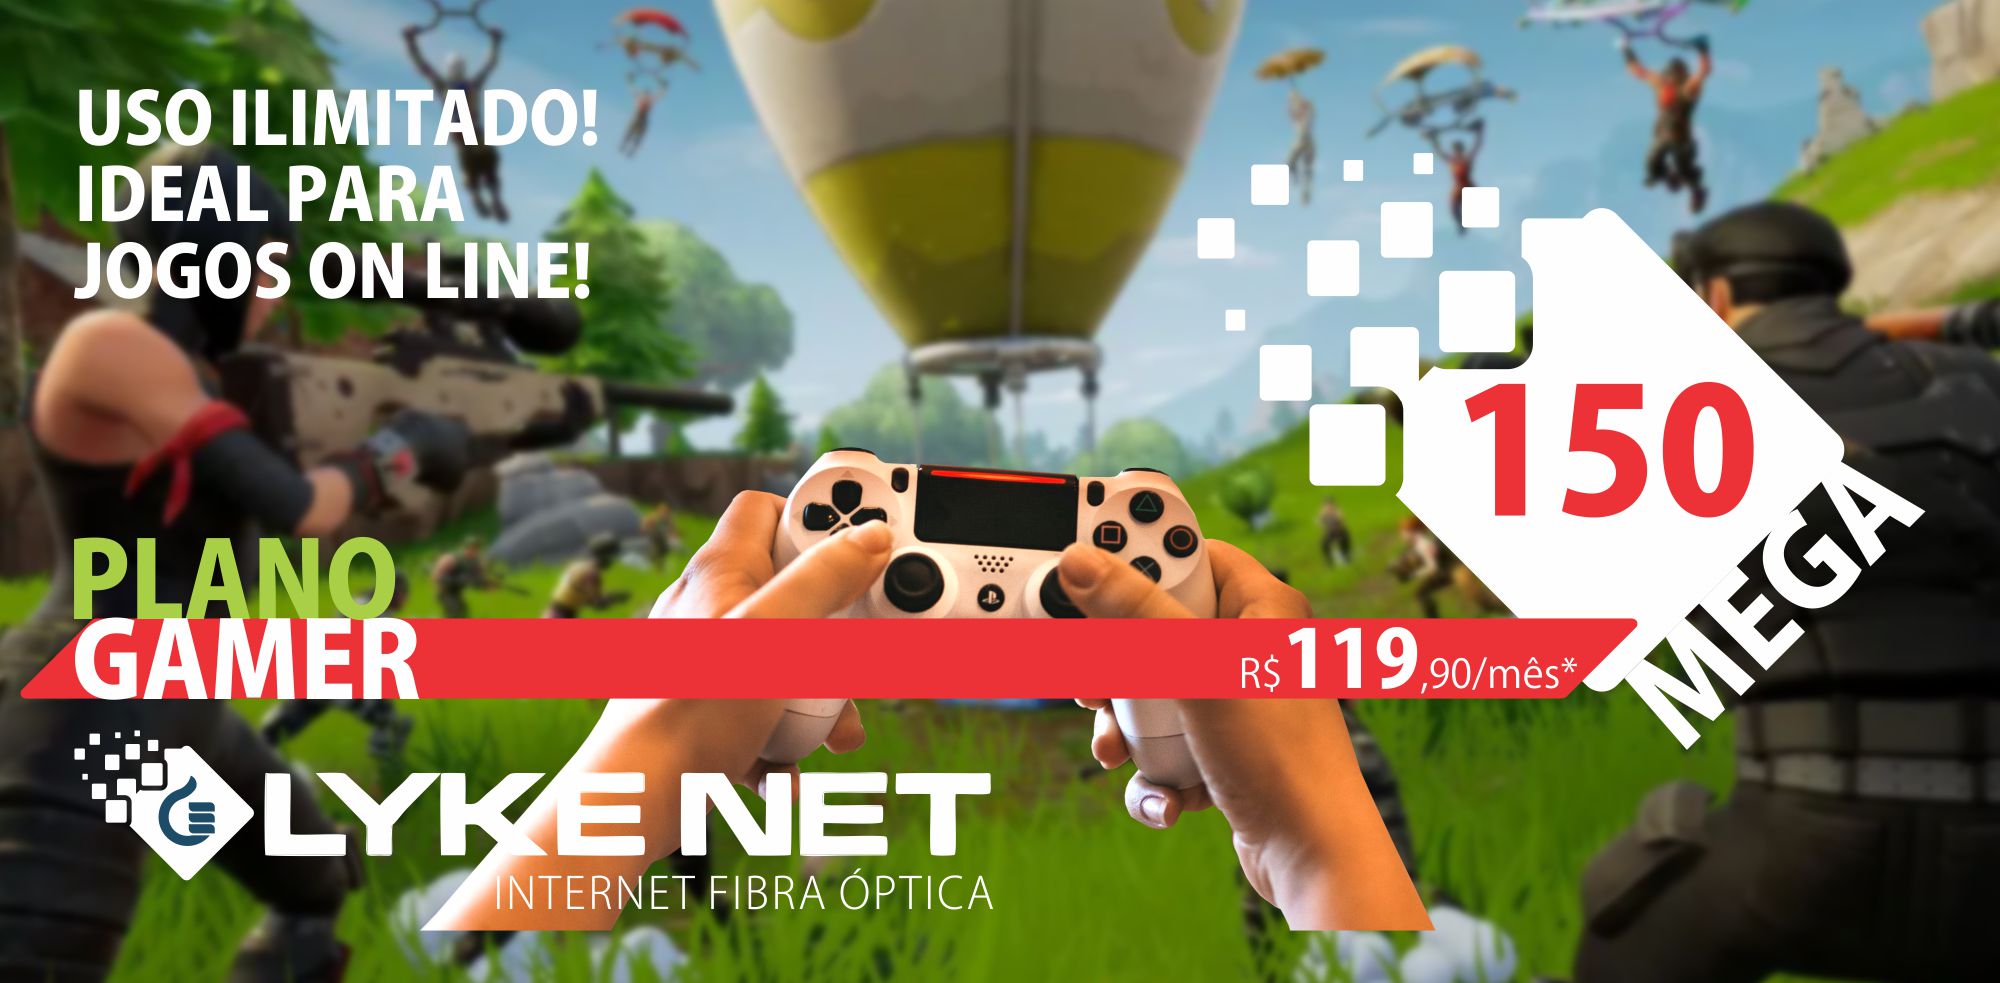 USO ILIMITADO!
IDEAL PARA
JOGOS ON LINE!
150
MEGA
PLANO
GAMER
R$ 119,90/mês*
LYKE NET
INTERNET FIBRA ÓPTICA